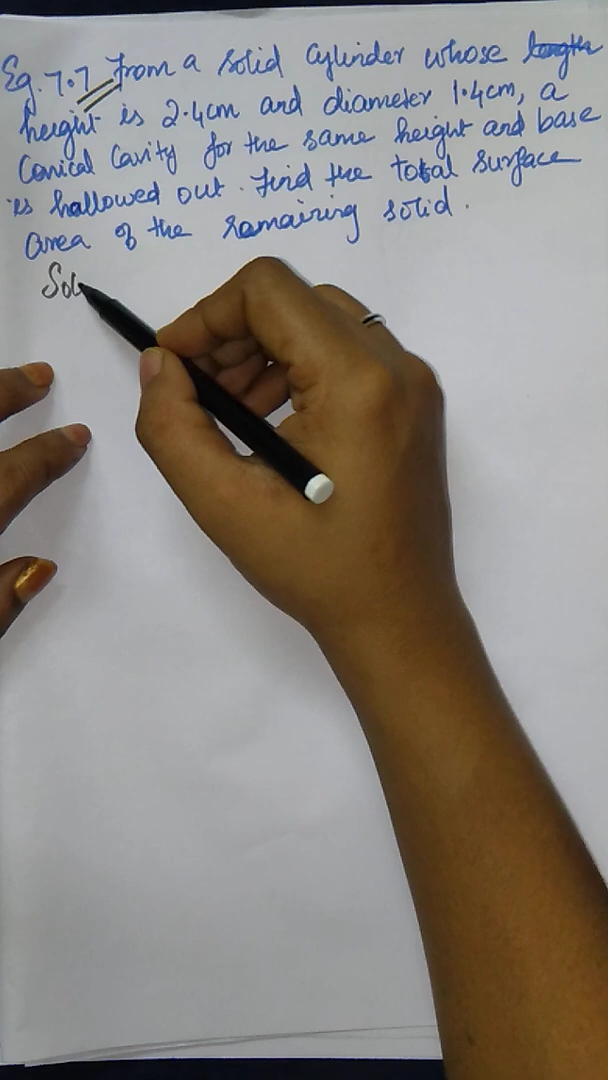 Eg. 7.7 From a solid cylinder whose length
height is 2.4cm and diameter 1.4cm, a
Conical Cavity for the same height and base
is hallowed out. Find the total surface
area of the remaining solid.
Sol